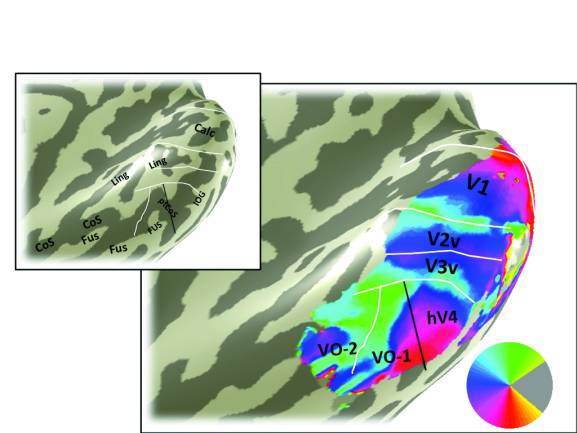 Calc
Ling
Ling
IOG
ptCoS
CoS
FUS
Fus
CoS
Fus
V1
V2v
V3v
hV4
VO-2
VO-1